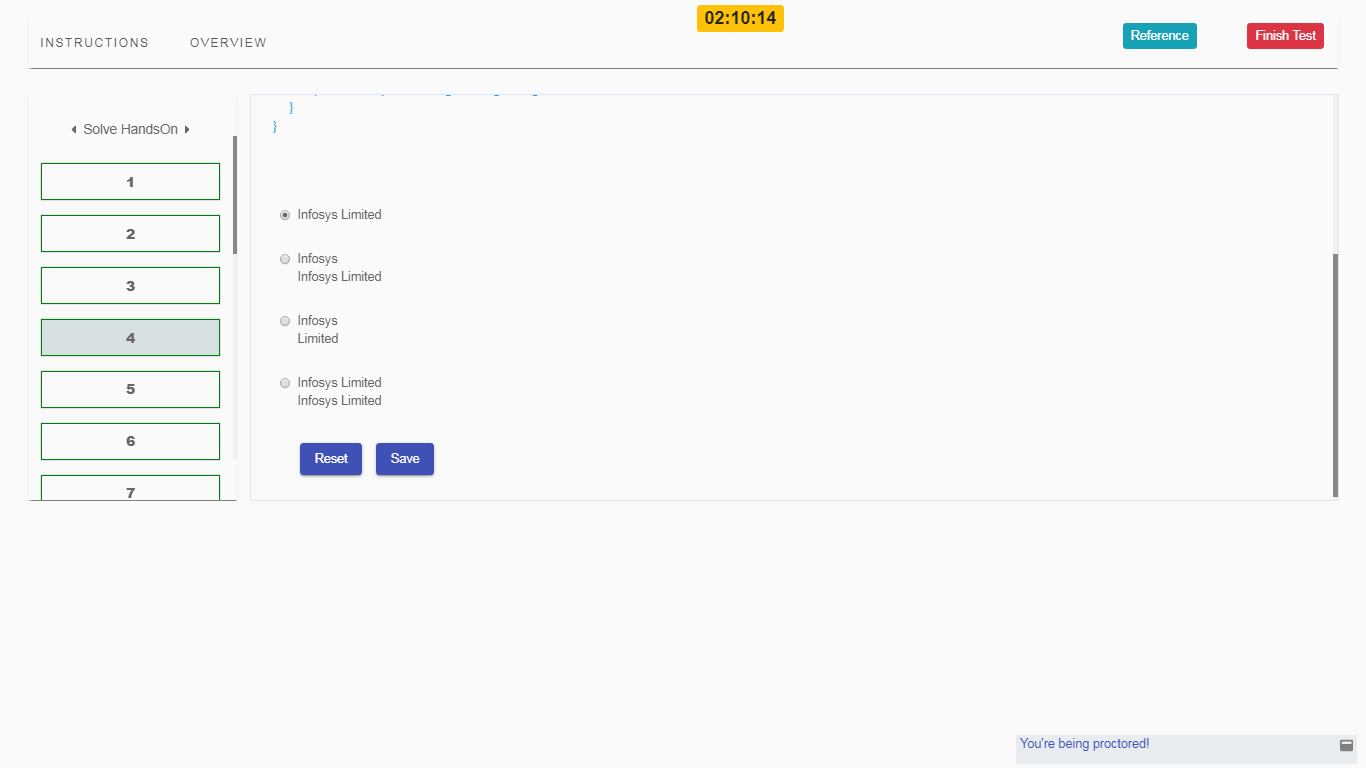 02:10:14
INSTRUCTIONS
OVERVIEW
Reference
Finish Test
Solve HandsOn
1
2
3
4
5
6
7
}
}
Infosys Limited
Infosys
Infosys Limited
Infosys
Limited
Infosys Limited
Infosys Limited
Reset
Save
You're being proctored!